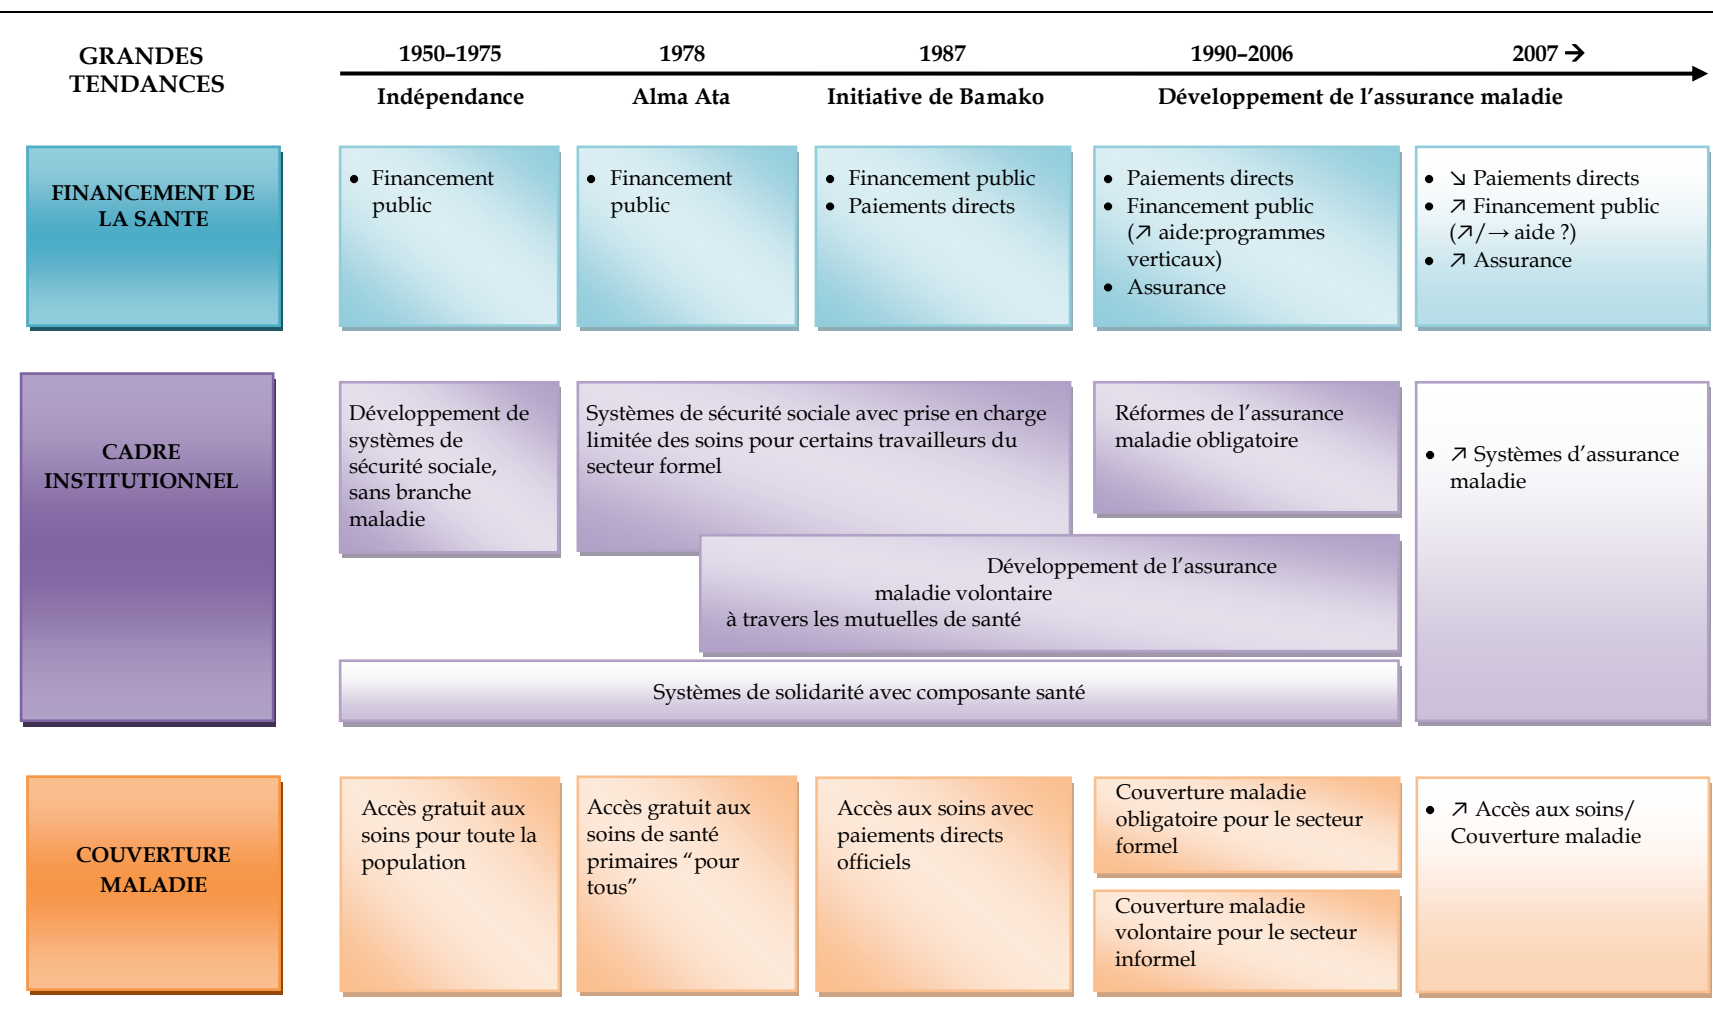 GRANDES
TENDANCES
1950–1975
1978
1987
1990–2006
2007 →
Indépendance
Alma Ata
Initiative de Bamako
Développement de l’assurance maladie
FINANCEMENT DE
LA SANTE
• Financement
public
• Financement
public
• Financement public
• Paiements directs
• Paiements directs
• Financement public
(↗ aide:programmes
verticaux)
• Assurance
• ↘ Paiements directs
• ↗ Financement public
(↗/→ aide ?)
• ↗ Assurance
CADRE
INSTITUTIONNEL
Développement de
systèmes de
sécurité sociale,
sans branche
maladie
Systèmes de sécurité sociale avec prise en charge
limitée des soins pour certains travailleurs du
secteur formel
Réformes de l’assurance
maladie obligatoire
• ↗ Systèmes d’assurance
maladie
Développement de l’assurance
maladie volontaire
à travers les mutuelles de santé
Systèmes de solidarité avec composante santé
COUVERTURE
MALADIE
Accès gratuit aux
soins pour toute la
population
Accès gratuit aux
soins de santé
primaires “pour
tous”
Accès aux soins avec
paiements directs
officiels
Couverture maladie
obligatoire pour le secteur
formel
Couverture maladie
volontaire pour le secteur
informel
• ↗ Accès aux soins/
Couverture maladie